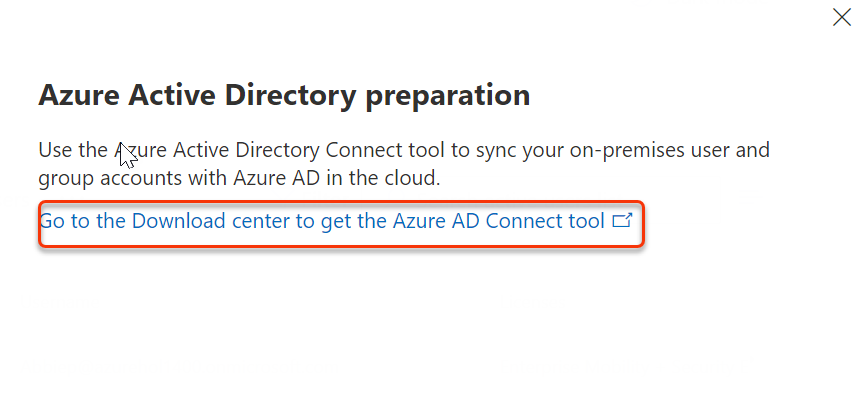 Azure Active Directory preparation
Use the Azure Active Directory Connect tool to sync your on-premises user and
group accounts with Azure AD in the cloud.
Go to the Download center to get the Azure AD Connect tool